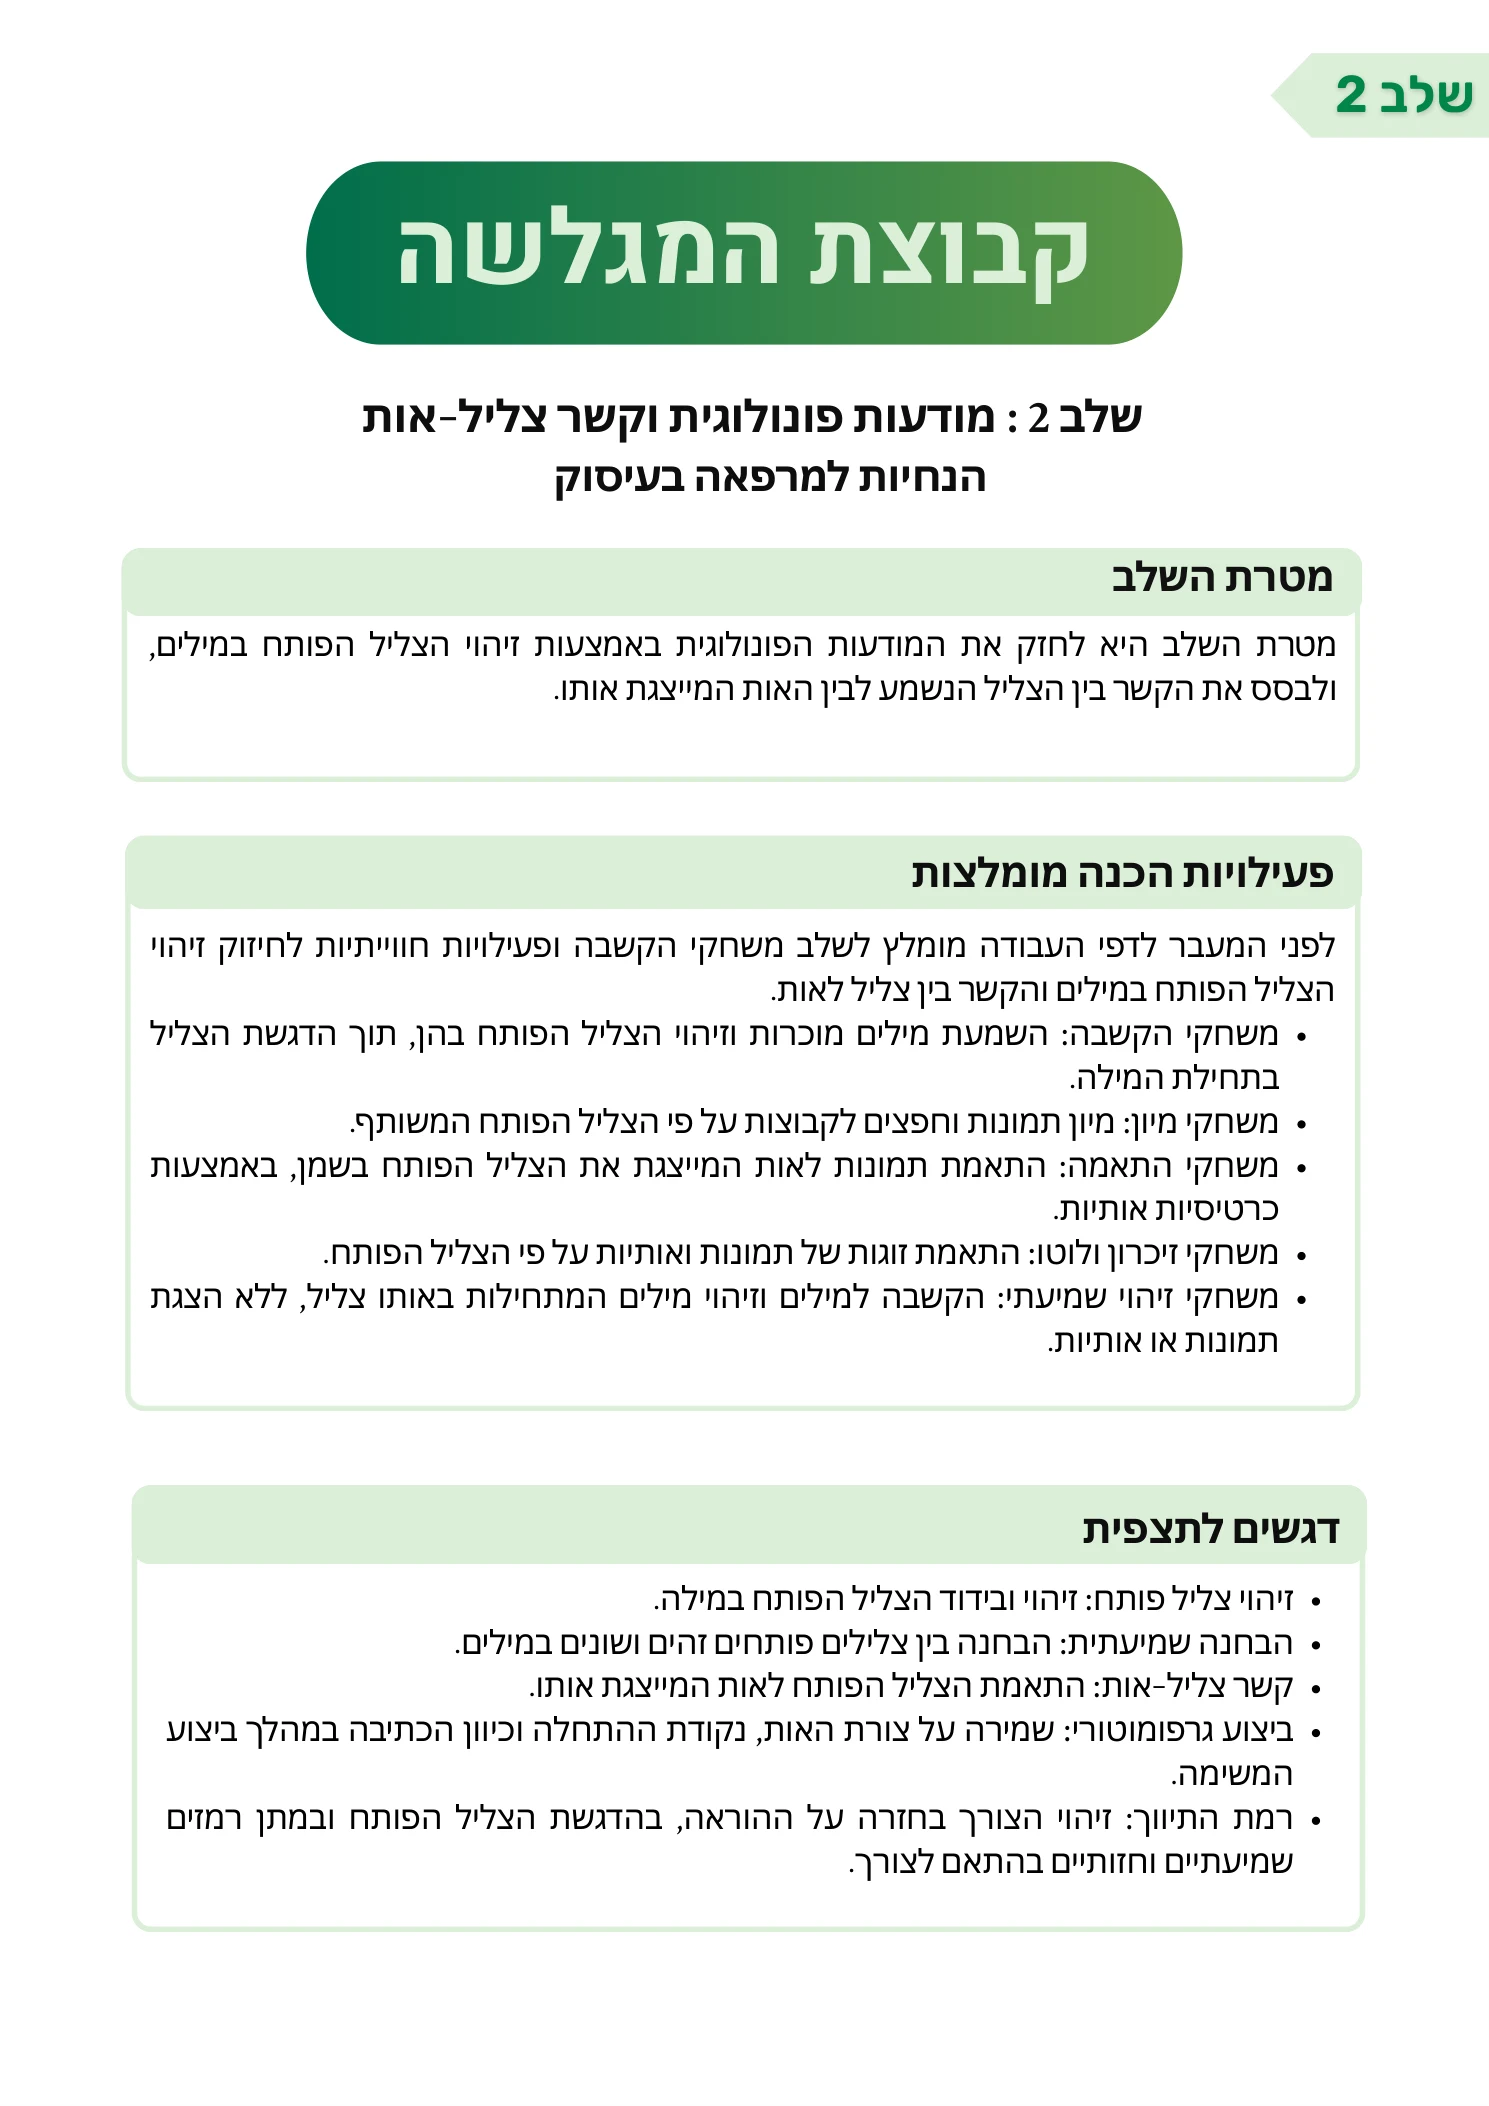 שלב 2
קבוצת המגלשה
שלב 2 : מודעות פונולוגית וקשר צליל-אות
הנחיות למרפאה בעיסוק
מטרת השלב
מטרת השלב היא לחזק את המודעות הפונולוגית באמצעות זיהוי הצליל הפותח במילים,
ולבסס את הקשר בין הצליל הנשמע לבין האות המייצגת אותו.
פעילויות הכנה מומלצות
לפני המעבר לדפי העבודה מומלץ לשלב משחקי הקשבה ופעילויות חווייתיות לחיזוק זיהוי
הצליל הפותח במילים והקשר בין צליל לאות.
• משחקי הקשבה: השמעת מילים מוכרות וזיהוי הצליל הפותח בהן, תוך הדגשת הצליל
בתחילת המילה.
• משחקי מיון: מיון תמונות וחפצים לקבוצות על פי הצליל הפותח המשותף.
• משחקי התאמה: התאמת תמונות לאות המייצגת את הצליל הפותח בשמן, באמצעות
כרטיסיות אותיות.
• משחקי זיכרון ולוטו: התאמת זוגות של תמונות ואותיות על פי הצליל הפותח.
• משחקי זיהוי שמיעתי: הקשבה למילים וזיהוי מילים המתחילות באותו צליל, ללא הצגת
תמונות או אותיות.
דגשים לתצפית
• זיהוי צליל פותח: זיהוי ובידוד הצליל הפותח במילה.
• הבחנה שמיעתית: הבחנה בין צלילים פותחים זהים ושונים במילים.
• קשר צליל-אות: התאמת הצליל הפותח לאות המייצגת אותו.
• ביצוע גרפומוטורי: שמירה על צורת האות, נקודת ההתחלה וכיוון הכתיבה במהלך ביצוע
המשימה.
• רמת התיווך: זיהוי הצורך בחזרה על ההוראה, בהדגשת הצליל הפותח ובמתן רמזים
שמיעתיים וחזותיים בהתאם לצורך.